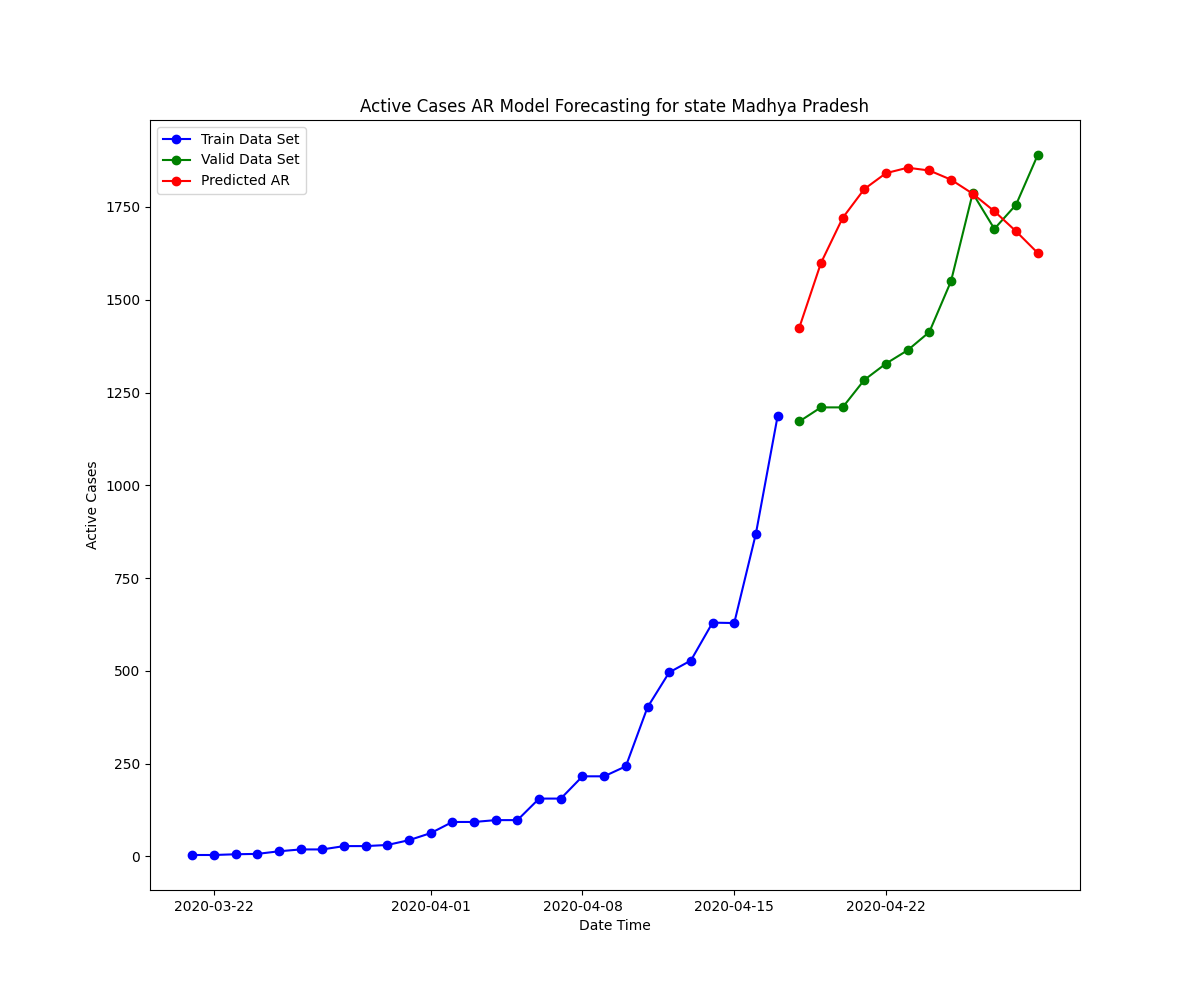 Active Cases AR Model Forecasting for state Madhya Pradesh
Train Data Set
Valid Data Set
Predicted AR
Active Cases
1750
1500
1250
1000
750
500
250
0
2020-03-22
2020-04-01
2020-04-08
2020-04-15
2020-04-22
Date Time